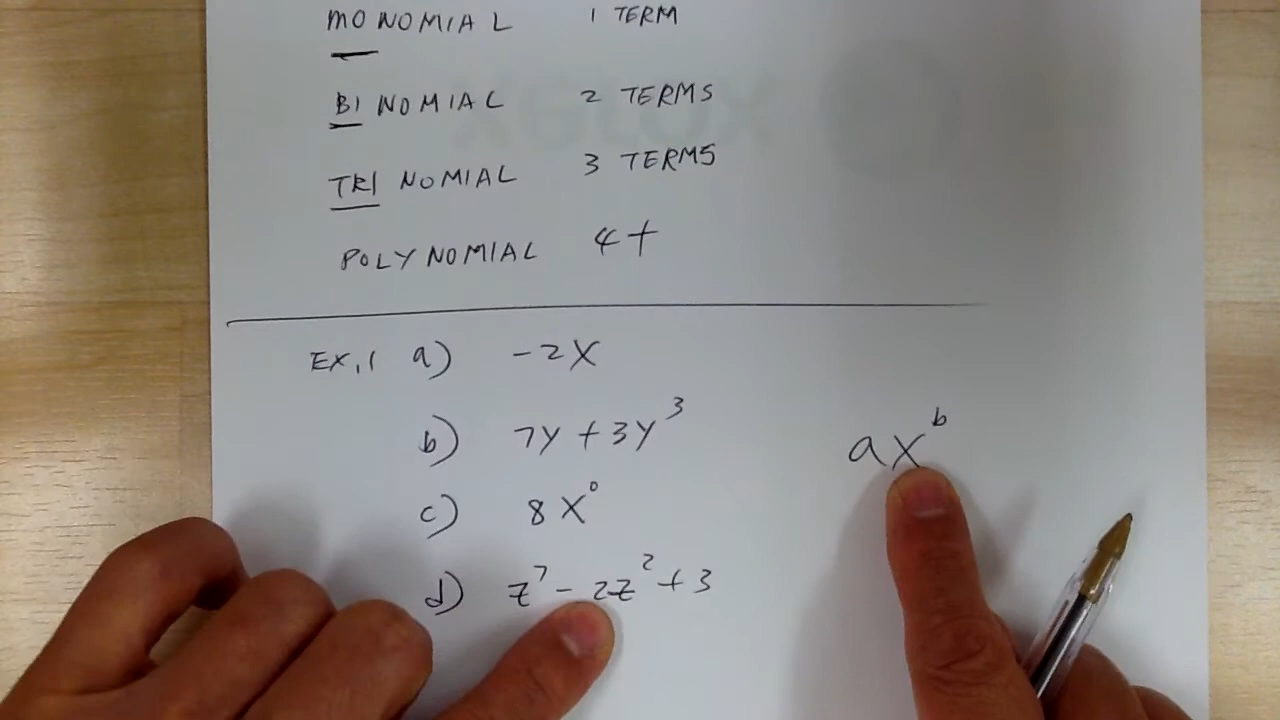 MONOMIAL 1 TERM
BINOMIAL 2 TERMS
TRINOMIAL 3 TERMS
POLYNOMIAL 4+
EX.1 a) -2X
b) 7y + 3y³
ax^b
c) 8X⁰
d) z⁷ - 2z² + 3